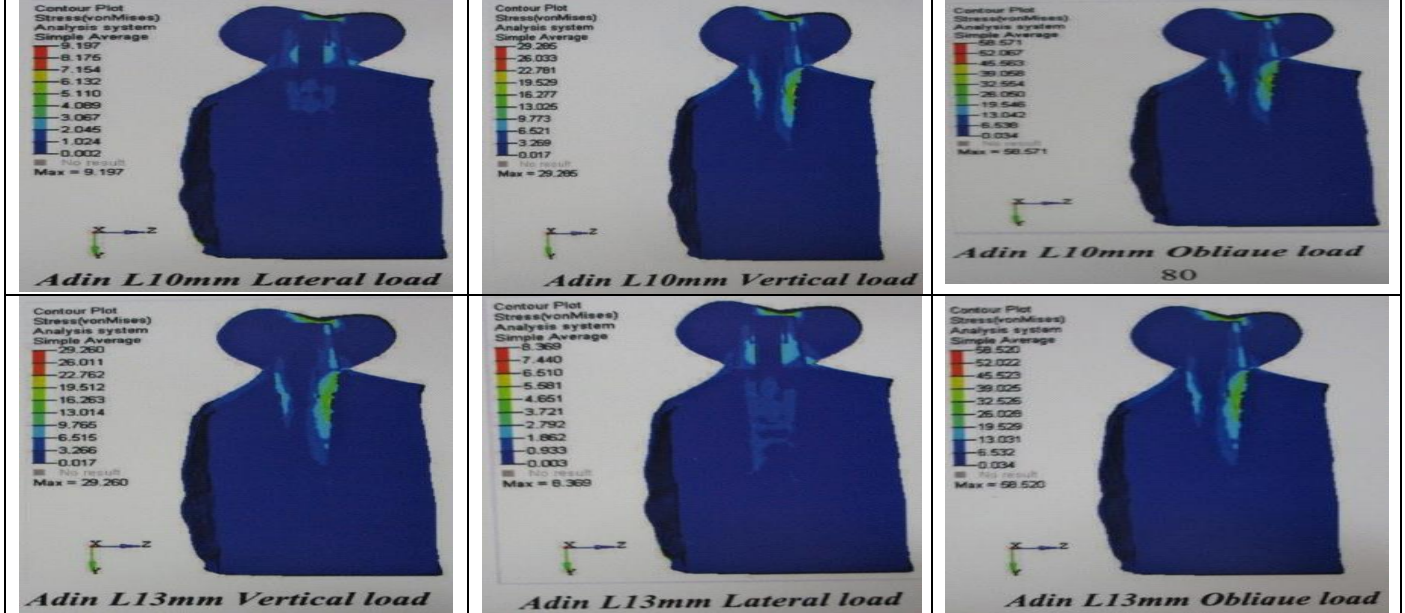 Contour Plot
Stress(vonMises)
Analysis system
Simple Average
9.197
8.175
7.154
6.132
5.110
4.089
3.067
2.045
1.024
0.002
No result
Max = 9.197
X
Z
Y
Adin L10mm Lateral load
Contour Plot
Stress(vonMises)
Analysis system
Simple Average
29.285
26.033
22.781
19.529
16.277
13.025
9.773
6.521
3.269
0.017
No result
Max = 29.285
X
Z
Y
Adin L10mm Vertical load
Contour Plot
Stress(vonMises)
Analysis system
Simple Average
58.571
52.067
45.563
39.058
32.554
26.050
19.546
13.042
6.538
0.034
No result
Max = 58.571
X
Z
Y
Adin L10mm Obliaue load
80
Contour Plot
Stress(vonMises)
Analysis system
Simple Average
29.260
26.011
22.762
19.512
16.263
13.014
9.765
6.515
3.266
0.017
No result
Max = 29.260
X
Z
Y
Adin L13mm Vertical load
Contour Plot
Stress(vonMises)
Analysis system
Simple Average
8.369
7.440
6.510
5.581
4.651
3.721
2.792
1.862
0.933
0.003
No result
Max = 8.369
X
Z
Y
Adin L13mm Lateral load
Contour Plot
Stress(vonMises)
Analysis system
Simple Average
58.520
52.022
45.523
39.025
32.526
26.028
19.529
13.031
6.532
0.034
No result
Max = 58.520
X
Z
Y
Adin L13mm Obliaue load